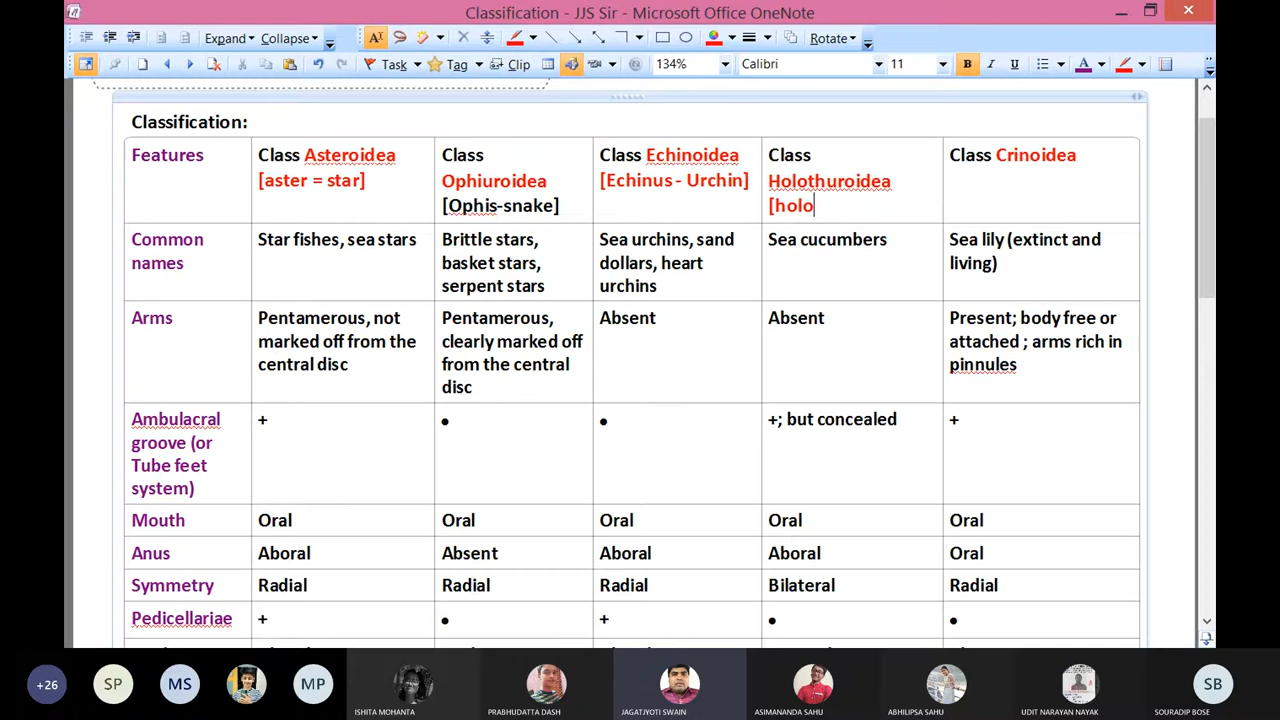 Classification - JJS Sir - Microsoft Office OneNote
Expand Collapse Rotate
Task Tag Clip 134% Calibri 11 B I U A
Classification:
Features
Class Asteroidea
[aster = star]
Class
Ophiuroidea
[Ophis-snake]
Class Echinoidea
[Echinus - Urchin]
Class
Holothuroidea
[holo
Class Crinoidea
Common
names
Star fishes, sea stars
Brittle stars,
basket stars,
serpent stars
Sea urchins, sand
dollars, heart
urchins
Sea cucumbers
Sea lily (extinct and
living)
Arms
Pentamerous, not
marked off from the
central disc
Pentamerous,
clearly marked off
from the central
disc
Absent
Absent
Present; body free or
attached ; arms rich in
pinnules
Ambulacral
groove (or
Tube feet
system)
+
•
•
+; but concealed
+
Mouth
Oral
Oral
Oral
Oral
Oral
Anus
Aboral
Absent
Aboral
Aboral
Oral
Symmetry
Radial
Radial
Radial
Bilateral
Radial
Pedicellariae
+
•
+
•
•
+26
SP
MS
MP
ISHITA MOHANTA
PRABHUDATTA DASH
JAGATJYOTI SWAIN
ASIMANANDA SAHU
ABHILIPSA SAHU
UDIT NARAYAN NAYAK
SB
SOURADIP BOSE